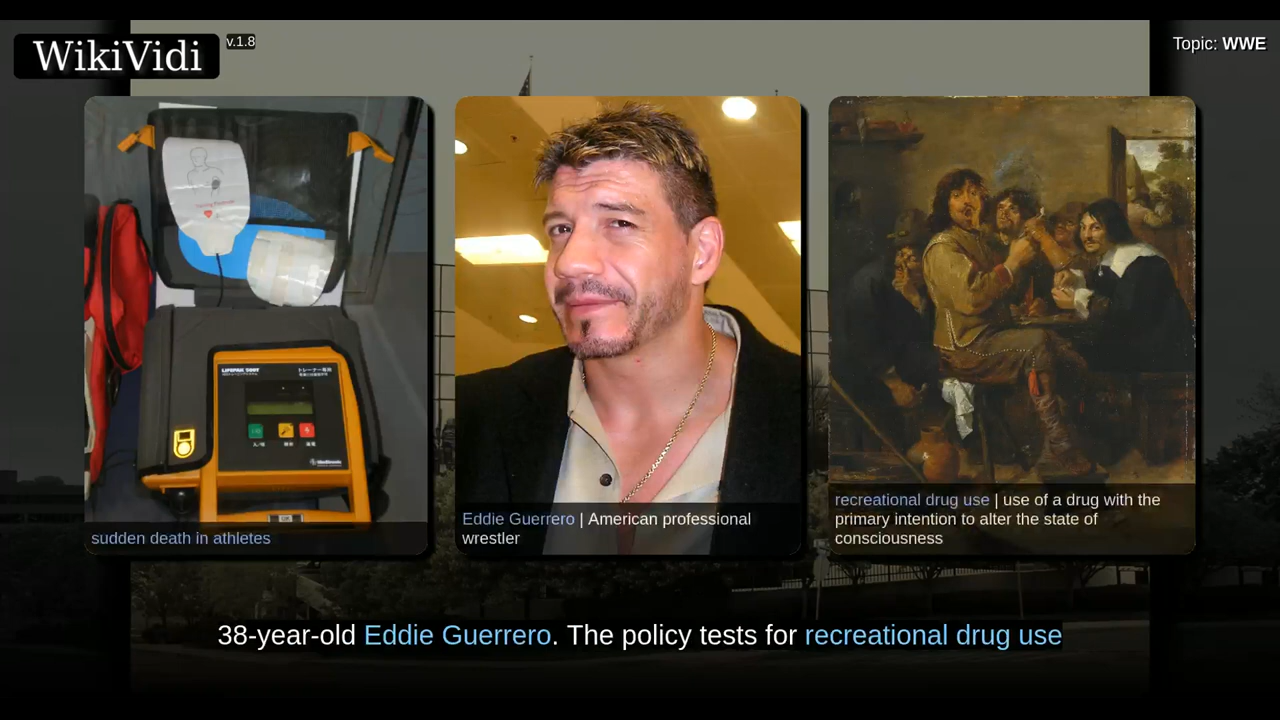 WikiVidi
v.1.8
Topic: WWE
LIFEPAK 500T
sudden death in athletes
Eddie Guerrero | American professional
wrestler
recreational drug use | use of a drug with the
primary intention to alter the state of
consciousness
38-year-old Eddie Guerrero. The policy tests for recreational drug use